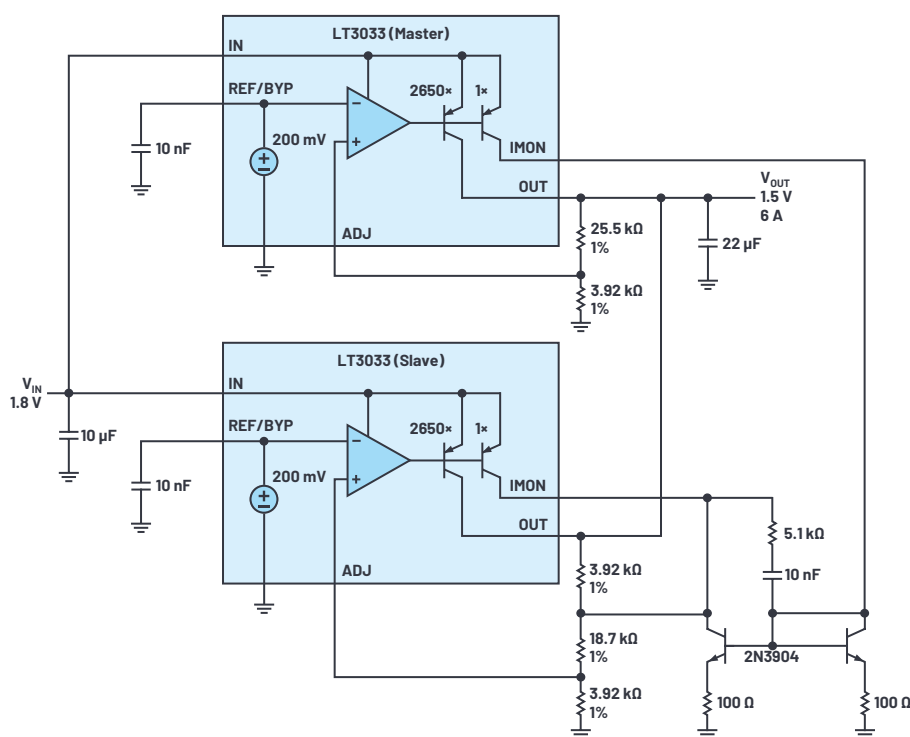 LT3033 (Master)
IN
REF/BYP
2650×
1×
200 mV
10 nF
IMON
OUT
ADJ
V_OUT
1.5 V
6 A
25.5 kΩ
1%
22 µF
3.92 kΩ
1%
LT3033 (Slave)
V_IN
1.8 V
IN
10 µF
REF/BYP
2650×
1×
200 mV
10 nF
IMON
OUT
5.1 kΩ
ADJ
3.92 kΩ
1%
10 nF
18.7 kΩ
1%
2N3904
3.92 kΩ
1%
100 Ω
100 Ω